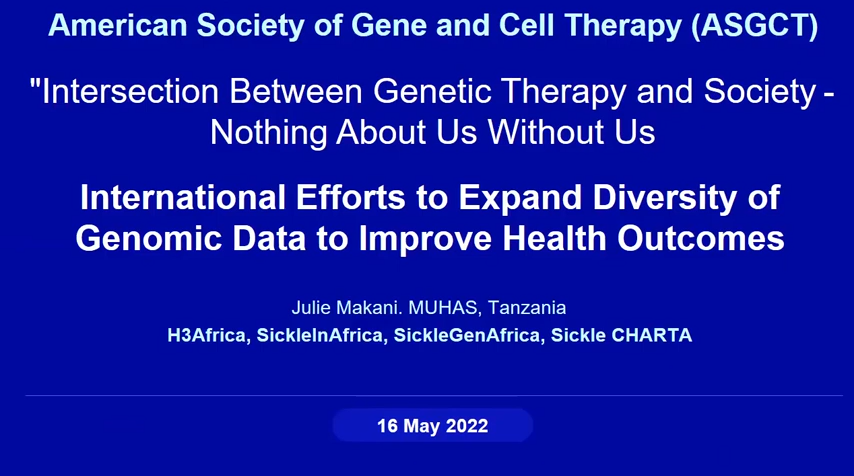 American Society of Gene and Cell Therapy (ASGCT)
"Intersection Between Genetic Therapy and Society -
Nothing About Us Without Us
International Efforts to Expand Diversity of
Genomic Data to Improve Health Outcomes
Julie Makani. MUHAS, Tanzania
H3Africa, SickleInAfrica, SickleGenAfrica, Sickle CHARTA
16 May 2022